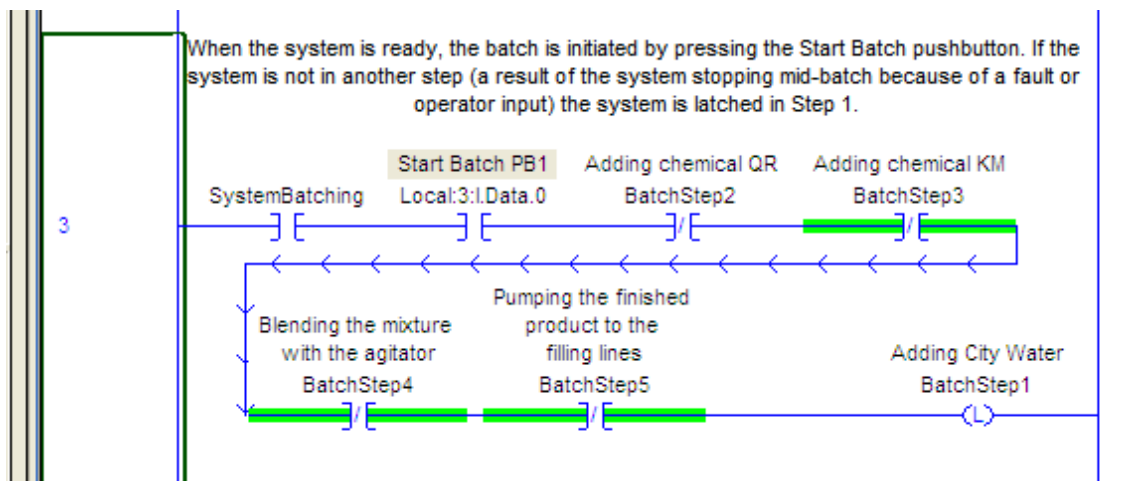 When the system is ready, the batch is initiated by pressing the Start Batch pushbutton. If the
system is not in another step (a result of the system stopping mid-batch because of a fault or
operator input) the system is latched in Step 1.
Start Batch PB1 Adding chemical QR Adding chemical KM
SystemBatching Local:3:I.Data.0 BatchStep2 BatchStep3
3
Pumping the finished
Blending the mixture product to the
with the agitator filling lines Adding City Water
BatchStep4 BatchStep5 BatchStep1
L